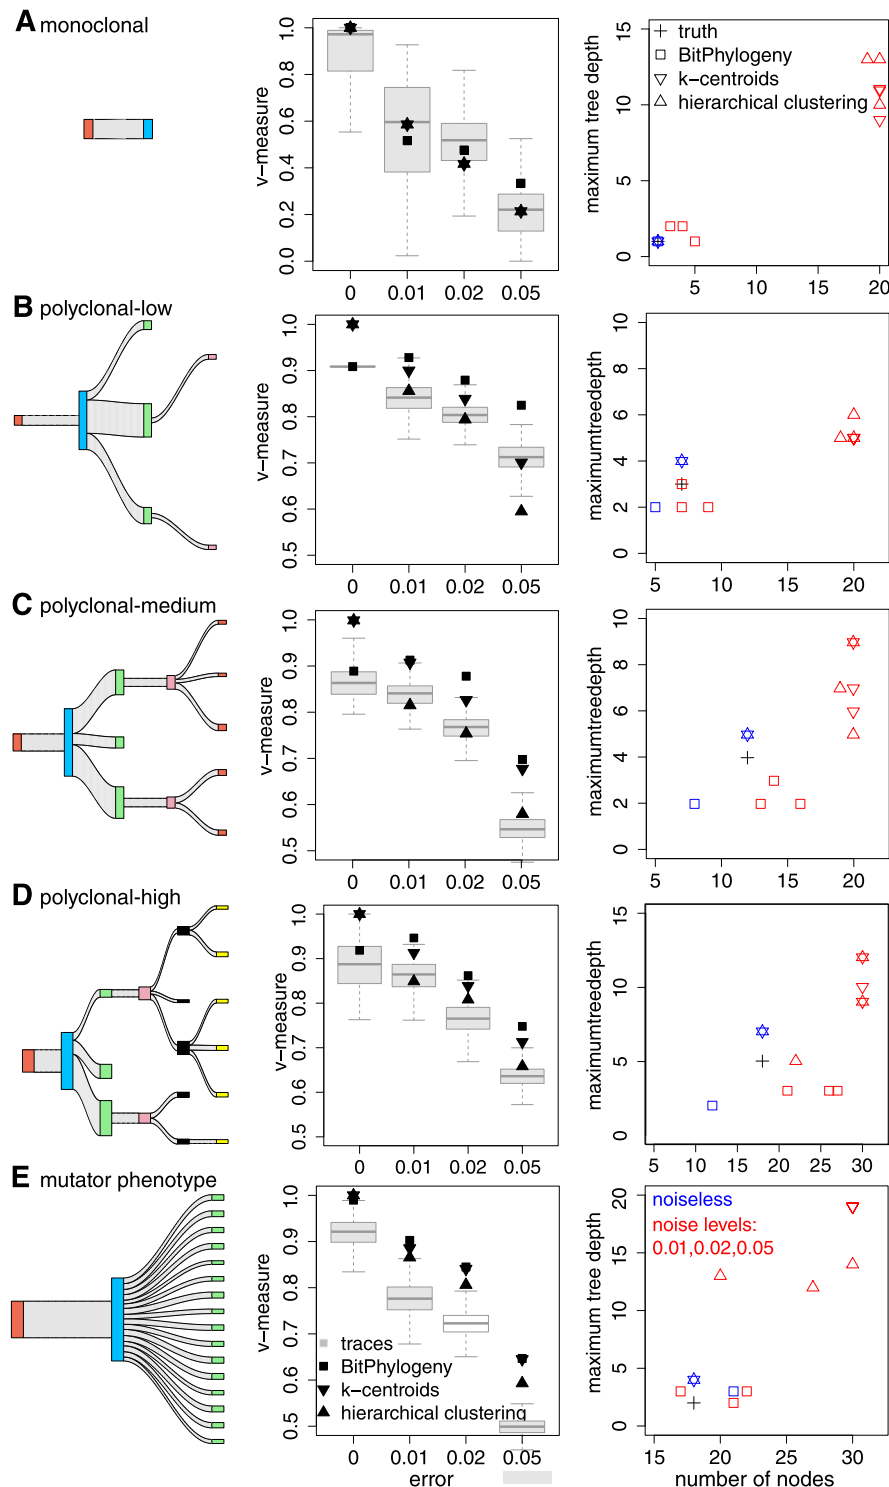 A monoclonal
v−measure
0.0 0.2 0.4 0.6 0.8 1.0
0 0.01 0.02 0.05
maximum tree depth
0 5 10 15
5 10 15 20
truth
BitPhylogeny
k−centroids
hierarchical clustering
B polyclonal-low
v−measure
0.5 0.6 0.7 0.8 0.9 1.0
0 0.01 0.02 0.05
maximumtreedepth
0 2 4 6 8 10
5 10 15 20
C polyclonal-medium
v−measure
0.5 0.6 0.7 0.8 0.9 1.0
0 0.01 0.02 0.05
maximumtreedepth
0 2 4 6 8 10
5 10 15 20
D polyclonal-high
v−measure
0.5 0.6 0.7 0.8 0.9 1.0
0 0.01 0.02 0.05
maximumtreedepth
0 5 10 15
5 10 15 20 25 30
E mutator phenotype
v−measure
0.5 0.6 0.7 0.8 0.9 1.0
traces
BitPhylogeny
k−centroids
hierarchical clustering
0 0.01 0.02 0.05
error
maximum tree depth
0 5 10 15 20
noiseless
noise levels:
0.01,0.02,0.05
15 20 25 30
number of nodes